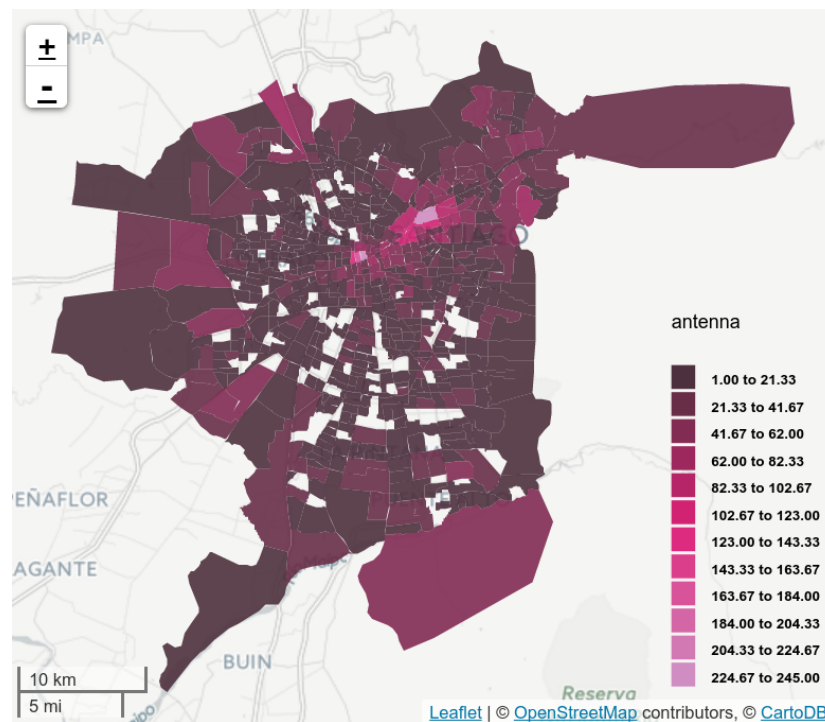 +
-
MPA
TIAGO
antenna
1.00 to 21.33
21.33 to 41.67
41.67 to 62.00
62.00 to 82.33
82.33 to 102.67
102.67 to 123.00
123.00 to 143.33
143.33 to 163.67
163.67 to 184.00
184.00 to 204.33
204.33 to 224.67
224.67 to 245.00
PEÑAFLOR
AGANTE
Maipo
BUIN
10 km
5 mi
ipo
Reserva
Leaflet | © OpenStreetMap contributors, © CartoDB